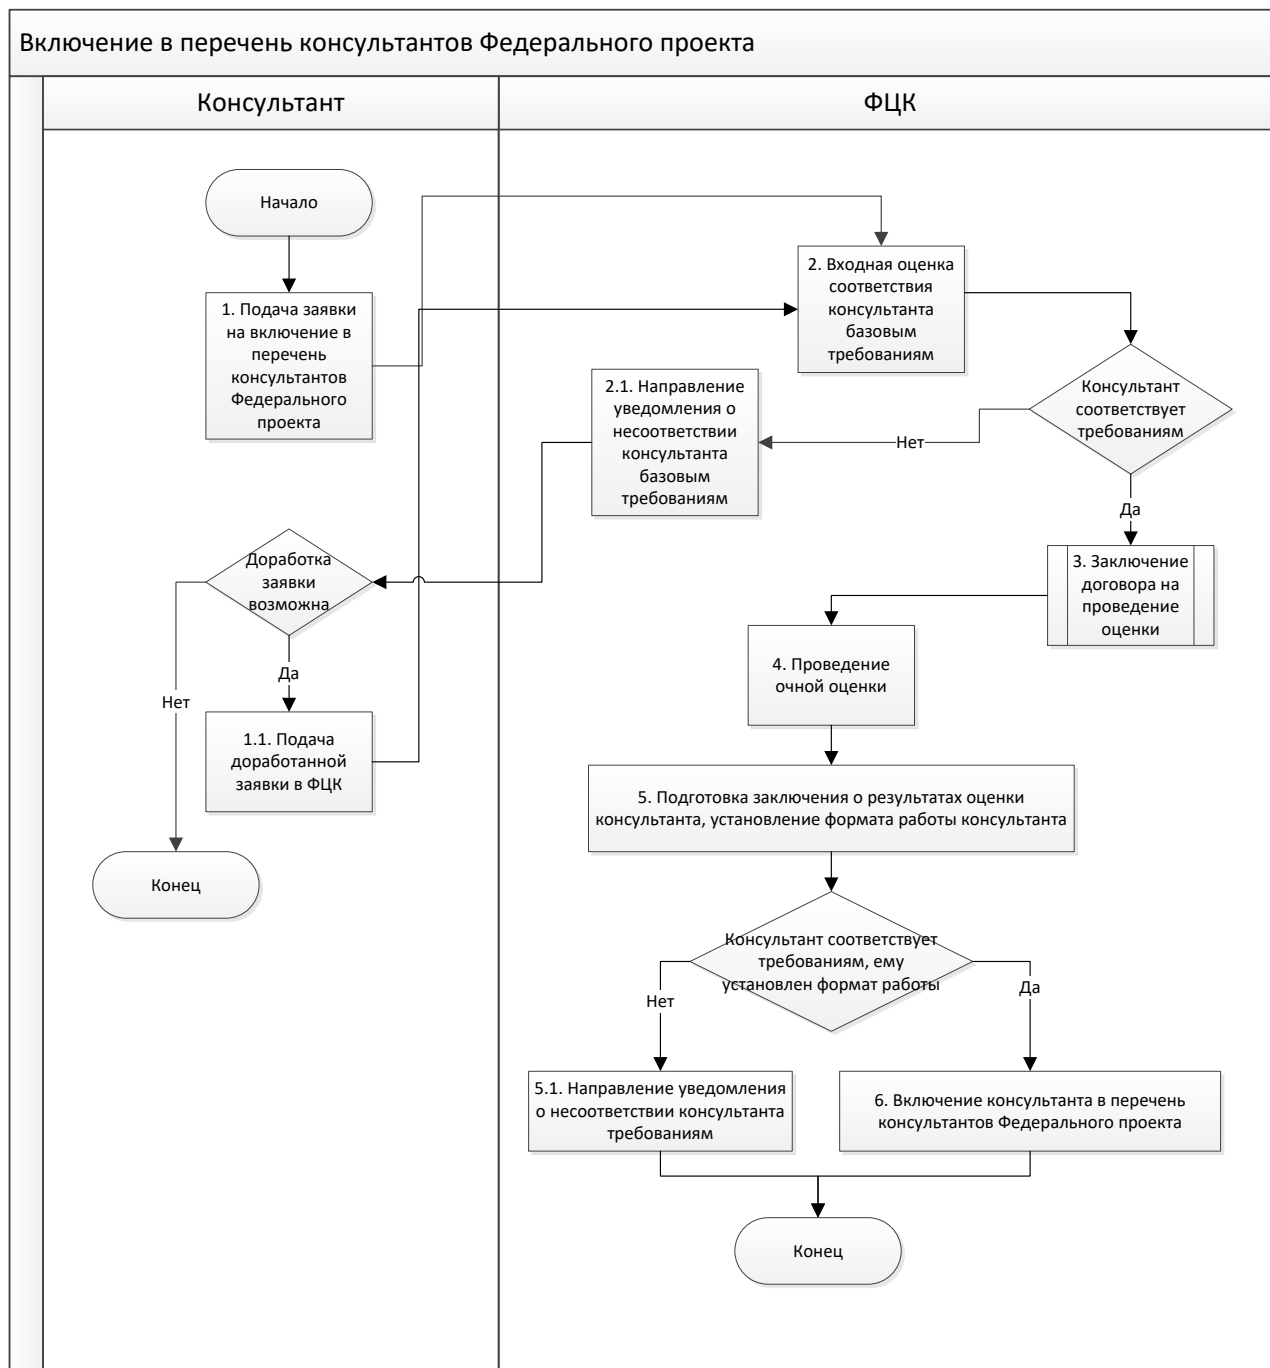 Включение в перечень консультантов Федерального проекта
Консультант
ФЦК
Начало
1. Подача заявки
на включение в
перечень
консультантов
Федерального
проекта
2. Входная оценка
соответствия
консультанта
базовым
требованиям
Консультант
соответствует
требованиям
Нет
2.1. Направление
уведомления о
несоответствии
консультанта
базовым
требованиям
Да
Доработка
заявки
возможна
Да
Нет
1.1. Подача
доработанной
заявки в ФЦК
Конец
3. Заключение
договора на
проведение
оценки
4. Проведение
очной оценки
5. Подготовка заключения о результатах оценки
консультанта, установление формата работы консультанта
Консультант соответствует
требованиям, ему
установлен формат работы
Нет
Да
5.1. Направление уведомления
о несоответствии консультанта
требованиям
6. Включение консультанта в перечень
консультантов Федерального проекта
Конец